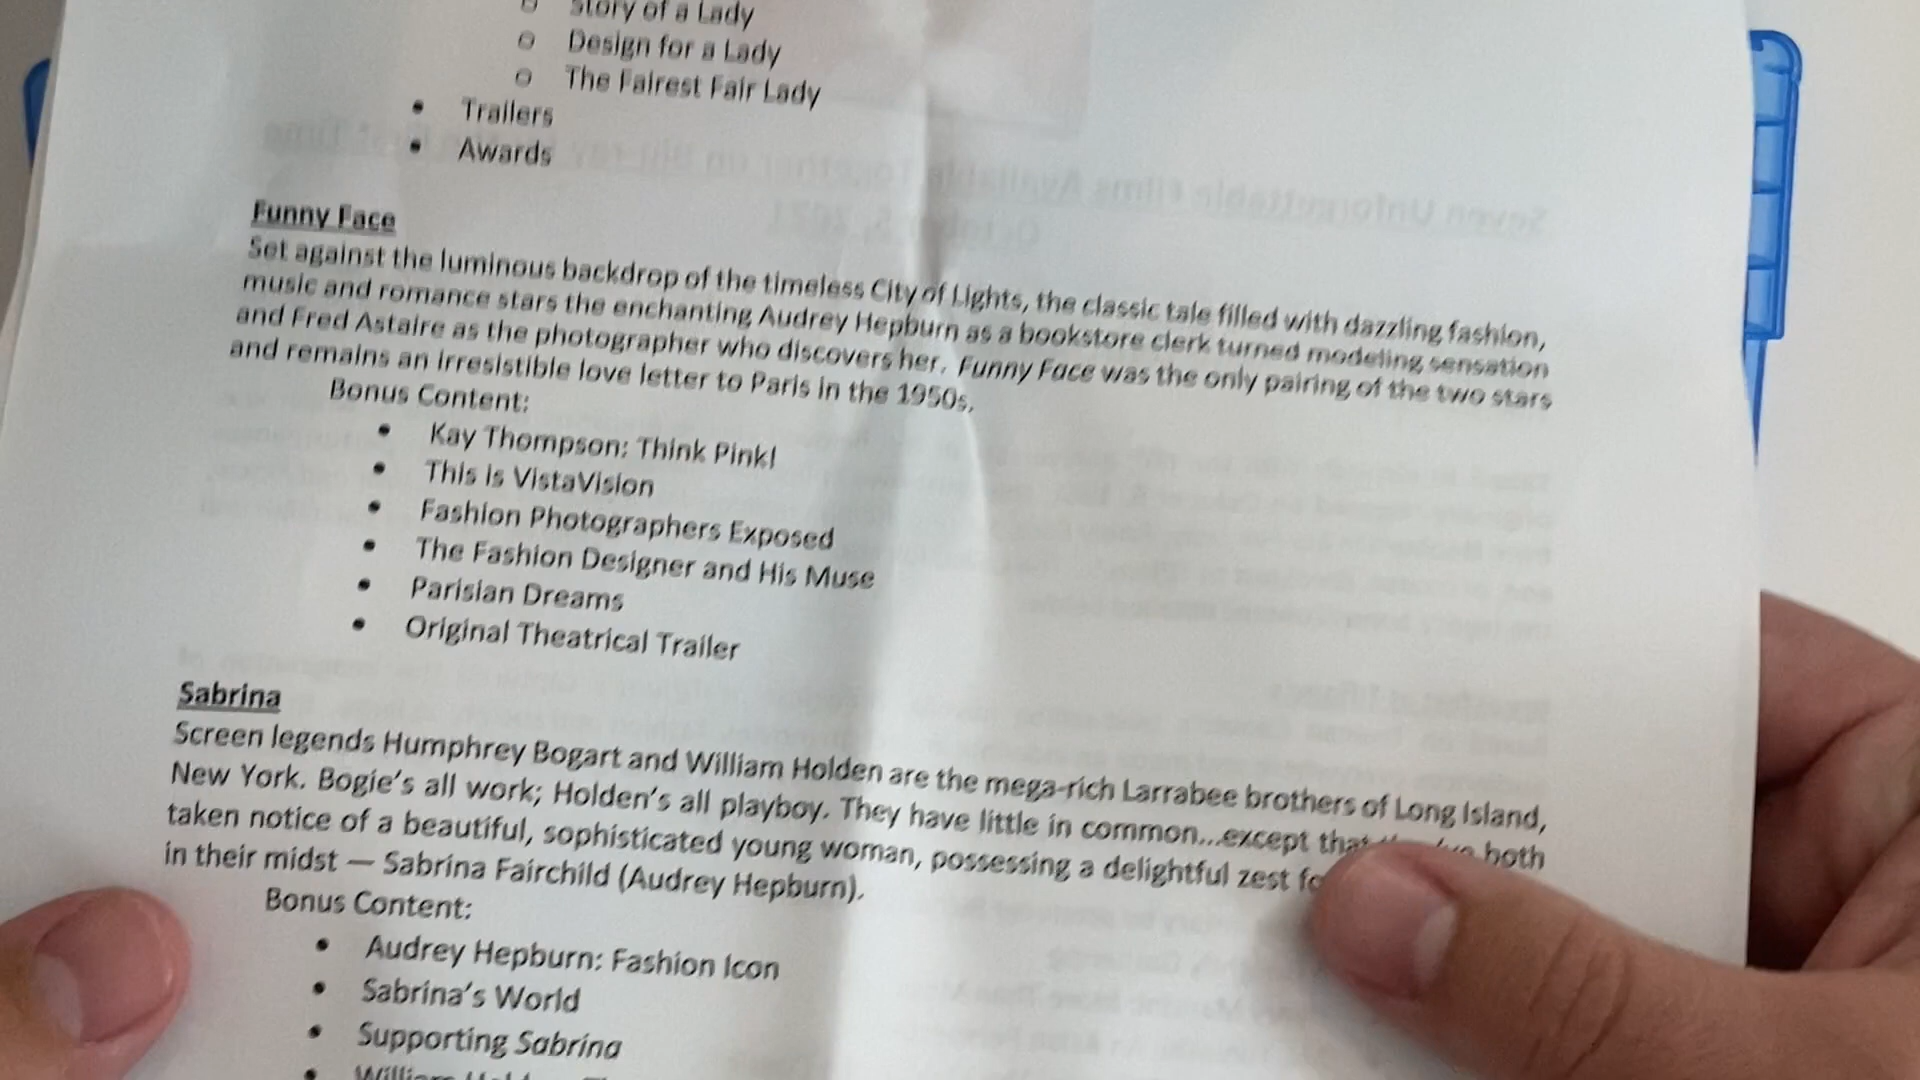 Story of a Lady
Design for a Lady
The Fairest Fair Lady
Trailers
Awards
Funny Face
Set against the luminous backdrop of the timeless City of Lights, the classic tale filled with dazzling fashion,
music and romance stars the enchanting Audrey Hepburn as a bookstore clerk turned modeling sensation
and Fred Astaire as the photographer who discovers her. Funny Face was the only pairing of the two stars
and remains an irresistible love letter to Paris in the 1950s.
Bonus Content:
Kay Thompson: Think Pink!
This is VistaVision
Fashion Photographers Exposed
The Fashion Designer and His Muse
Parisian Dreams
Original Theatrical Trailer
Sabrina
Screen legends Humphrey Bogart and William Holden are the mega-rich Larrabee brothers of Long Island,
New York. Bogie's all work; Holden's all playboy. They have little in common...except that both
taken notice of a beautiful, sophisticated young woman, possessing a delightful zest
in their midst — Sabrina Fairchild (Audrey Hepburn).
Bonus Content:
Audrey Hepburn: Fashion Icon
Sabrina's World
Supporting Sabrina